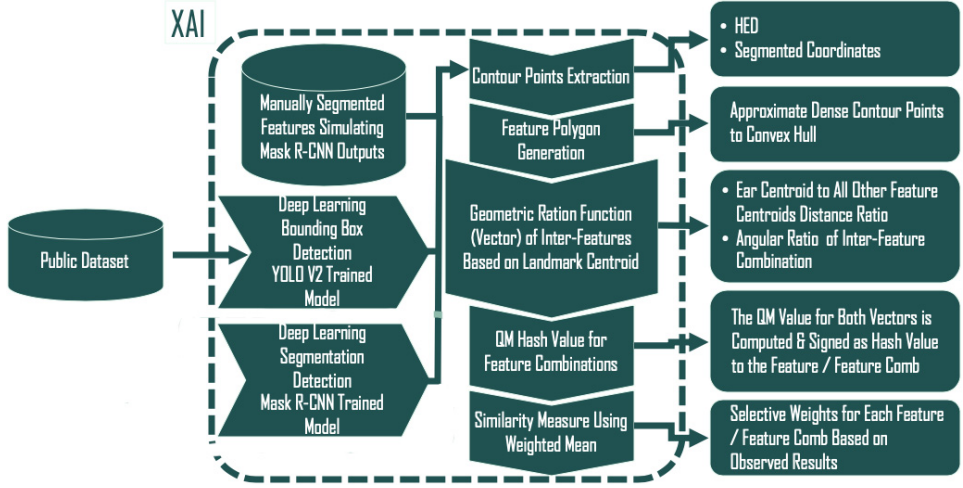 XAI
Public Dataset
Manually Segmented
Features Simulating
Mask R-CNN Outputs
Deep Learning
Bounding Box
Detection
YOLO V2 Trained
Model
Deep Learning
Segmentation
Detection
Mask R-CNN Trained
Model
Contour Points Extraction
Feature Polygon
Generation
Geometric Ration Function
(Vector) of Inter-Features
Based on Landmark Centroid
QM Hash Value for
Feature Combinations
Similarity Measure Using
Weighted Mean
• HED
• Segmented Coordinates
Approximate Dense Contour Points
to Convex Hull
• Ear Centroid to All Other Feature
Centroids Distance Ratio
• Angular Ratio of Inter-Feature
Combination
The QM Value for Both Vectors is
Computed & Signed as Hash Value
to the Feature / Feature Comb
Selective Weights for Each Feature
/ Feature Comb Based on
Observed Results